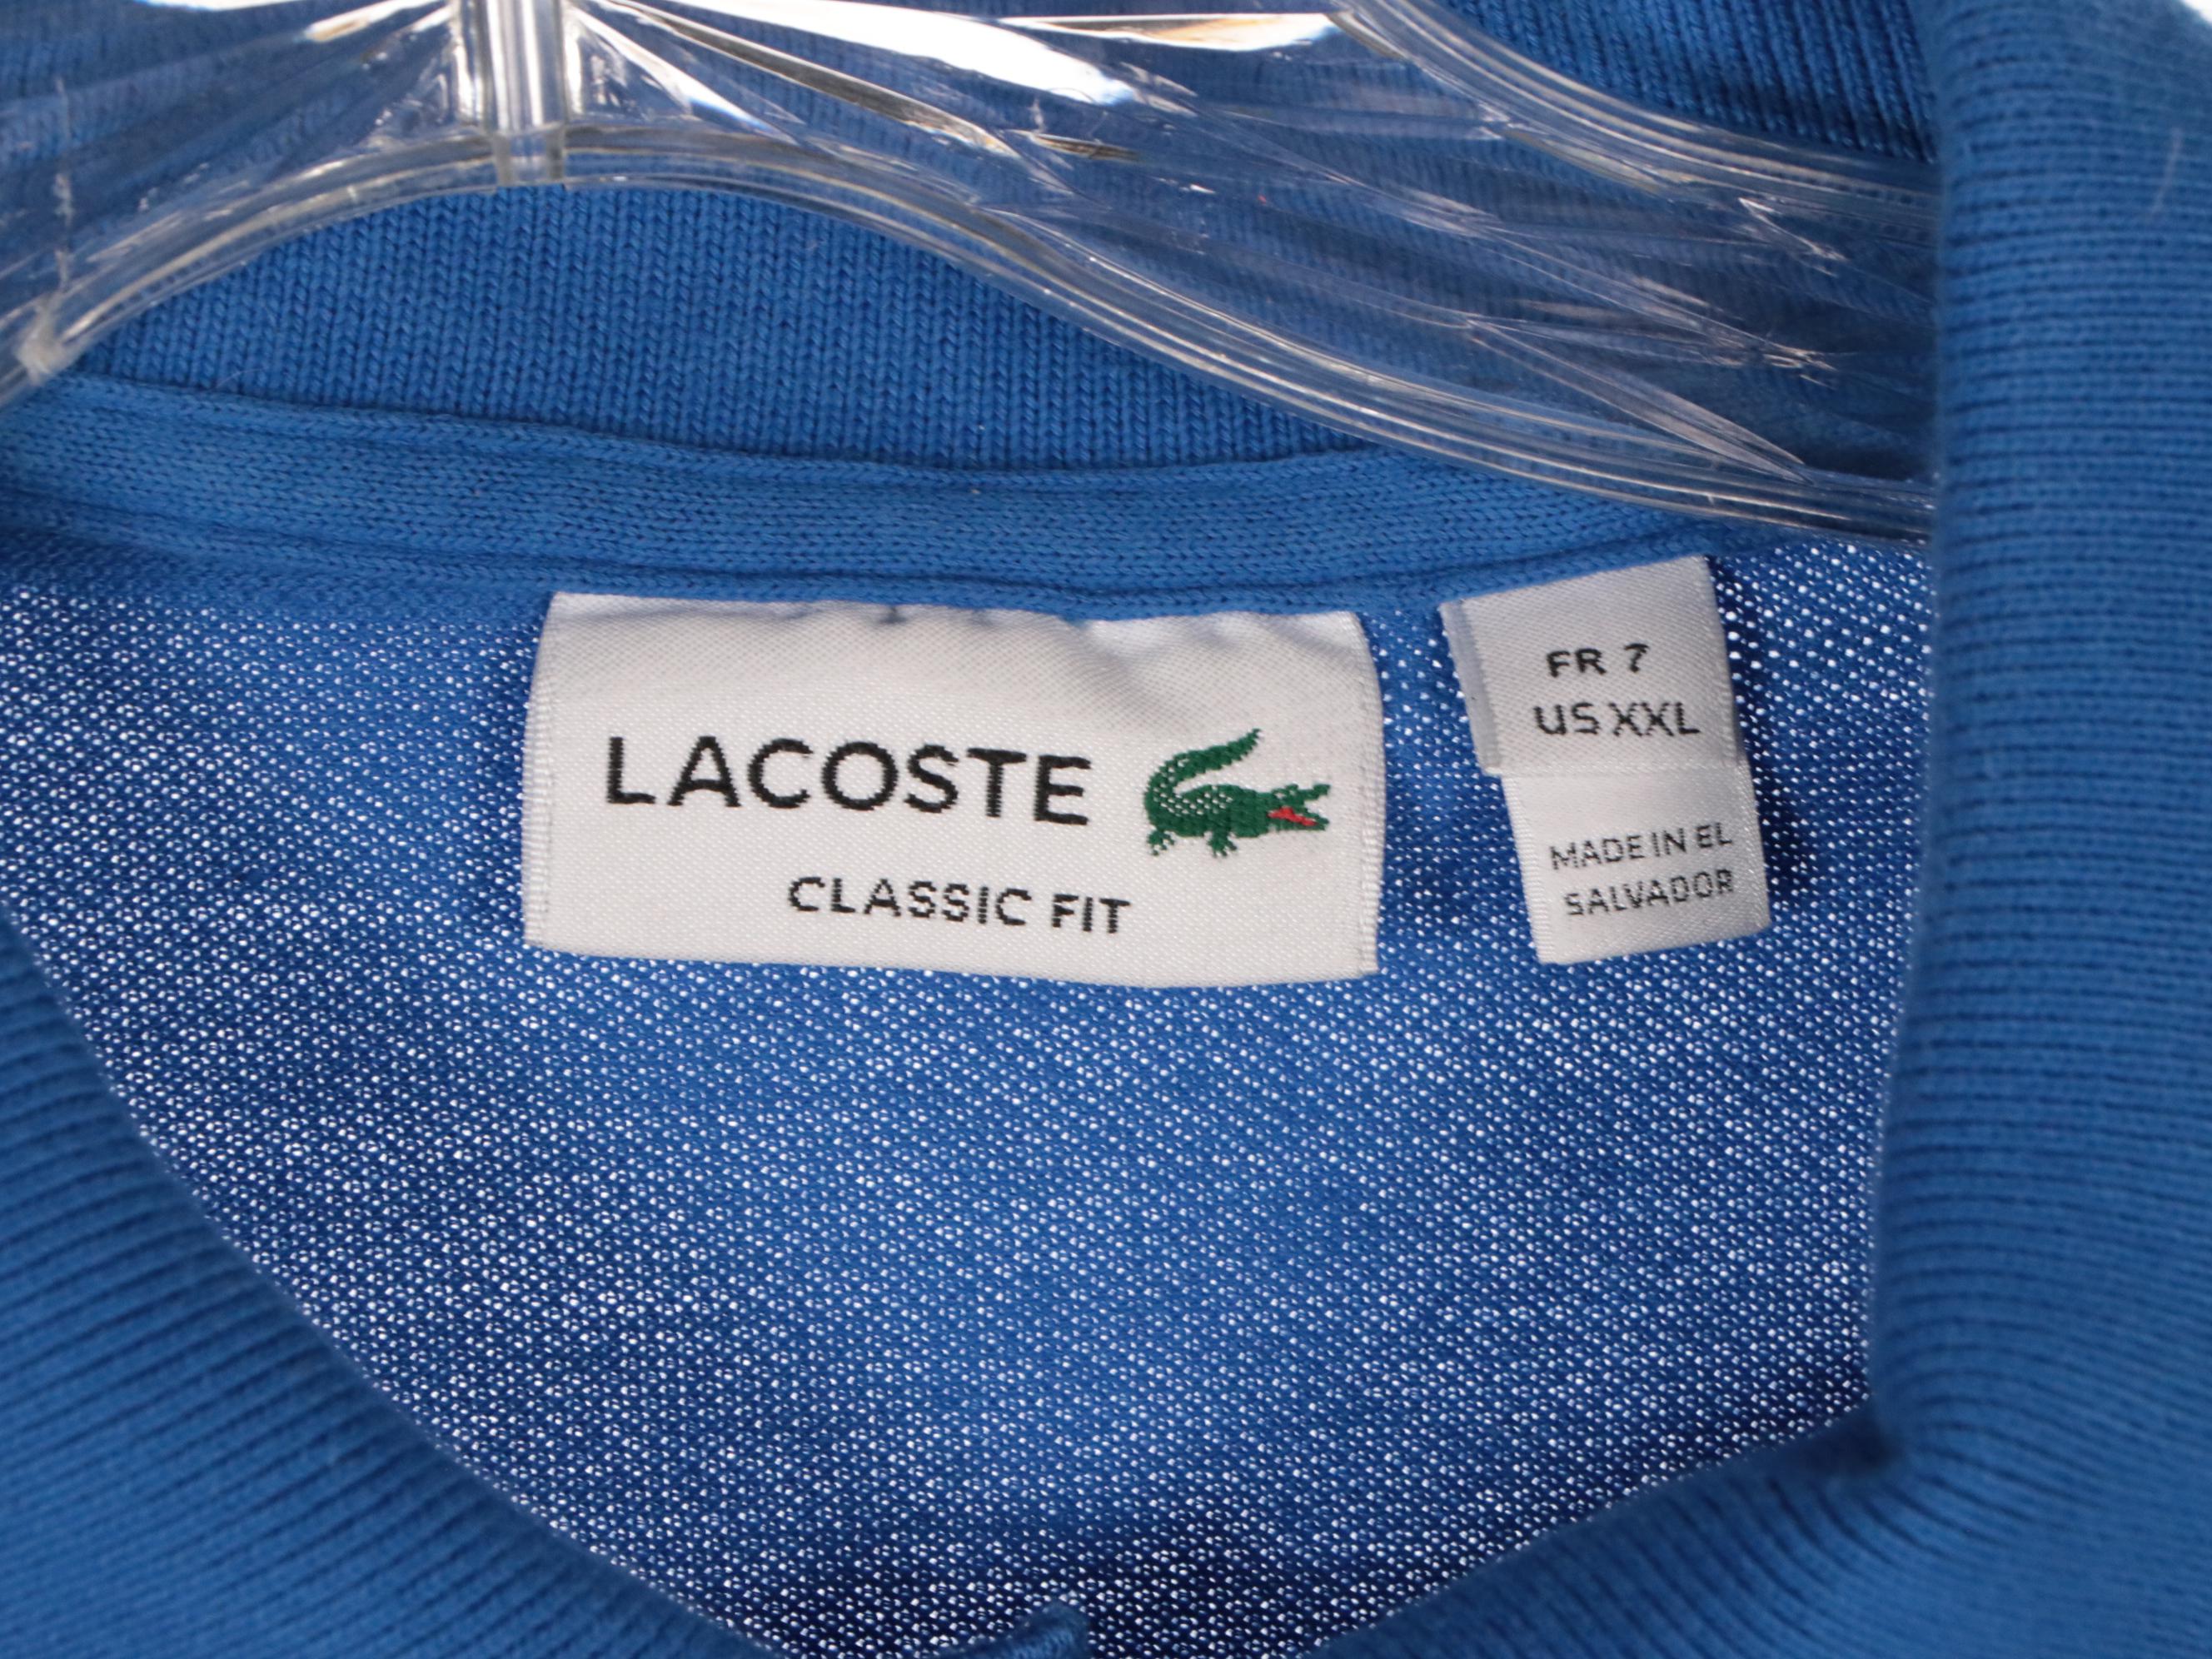 LACOSTE
CLASSIC FIT
FR 7
US XXL
MADE IN EL
SALVADOR